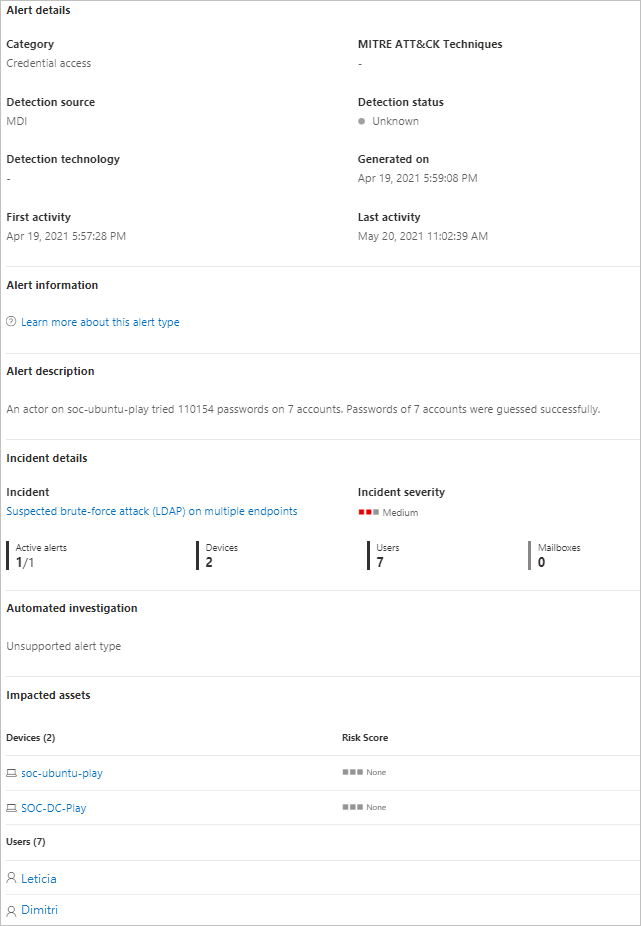 Alert details
Category
MITRE ATT&CK Techniques
Credential access
-
Detection source
Detection status
MDI
Unknown
Detection technology
Generated on
-
Apr 19, 2021 5:59:08 PM
First activity
Last activity
Apr 19, 2021 5:57:28 PM
May 20, 2021 11:02:39 AM
Alert information
Learn more about this alert type
Alert description
An actor on soc-ubuntu-play tried 110154 passwords on 7 accounts. Passwords of 7 accounts were guessed successfully.
Incident details
Incident
Incident severity
Suspected brute-force attack (LDAP) on multiple endpoints
Medium
Active alerts
Devices
Users
Mailboxes
1/1
2
7
0
Automated investigation
Unsupported alert type
Impacted assets
Devices (2)
Risk Score
soc-ubuntu-play
None
SOC-DC-Play
None
Users (7)
Leticia
Dimitri